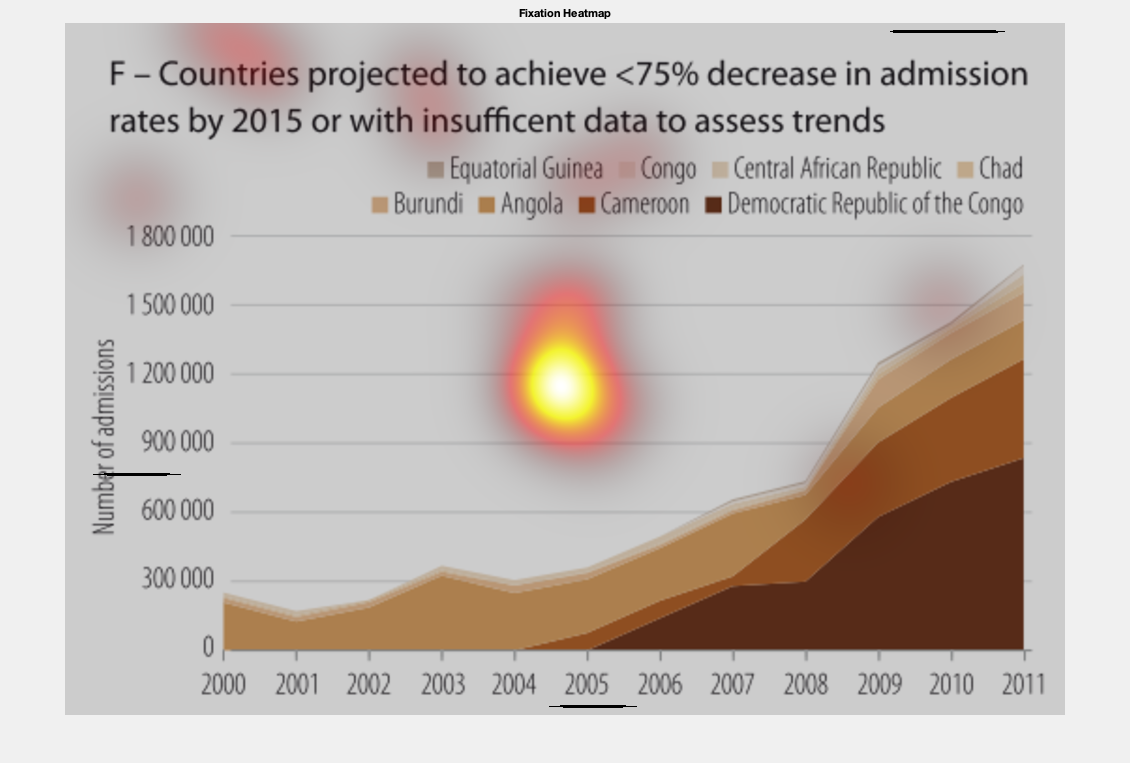 Fixation Heatmap
F – Countries projected to achieve <75% decrease in admission
rates by 2015 or with insufficent data to assess trends
Equatorial Guinea Congo Central African Republic Chad
Burundi Angola Cameroon Democratic Republic of the Congo
Number of admissions
1 800 000
1 500 000
1 200 000
900 000
600 000
300 000
0
2000 2001 2002 2003 2004 2005 2006 2007 2008 2009 2010 2011